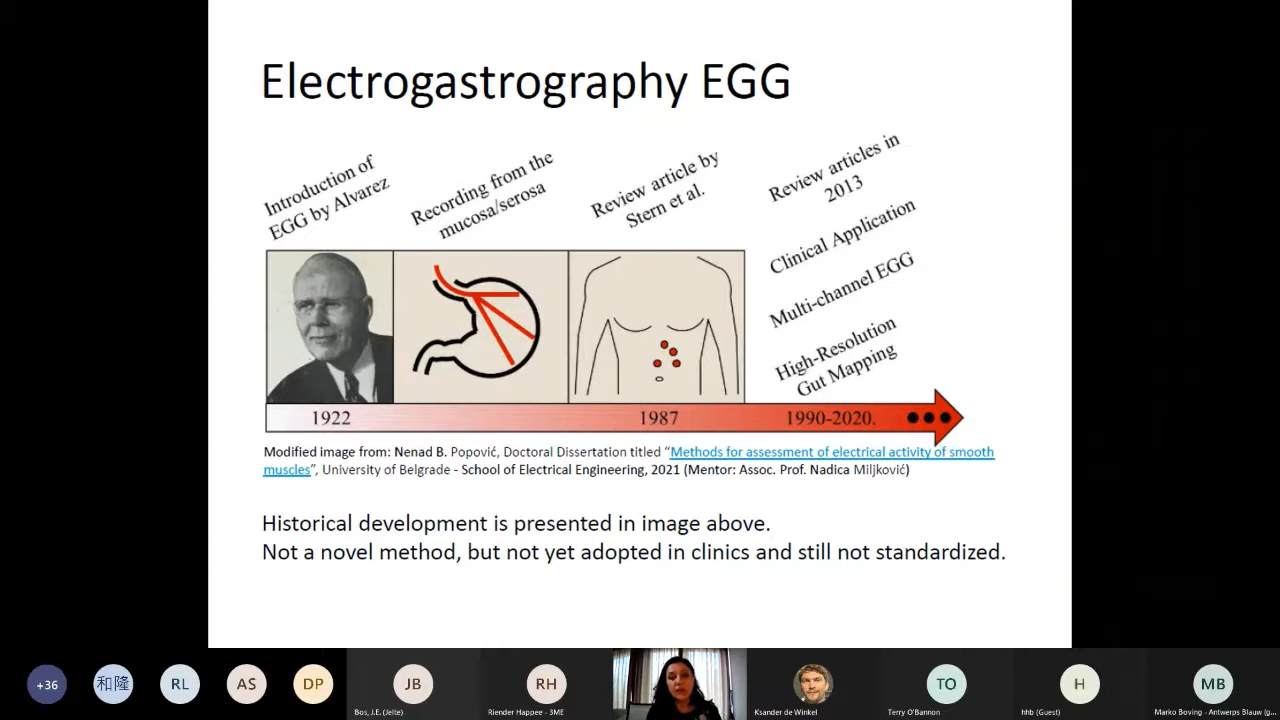 Electrogastrography EGG
Introduction of
EGG by Alvarez
Recording from the
mucosa/serosa
Review article by
Stern et al.
Review articles in
2013
Clinical Application
Multi-channel EGG
High-Resolution
Gut Mapping
1922
1987
1990-2020.
Modified image from: Nenad B. Popović, Doctoral Dissertation titled “Methods for assessment of electrical activity of smooth
muscles”, University of Belgrade - School of Electrical Engineering, 2021 (Mentor: Assoc. Prof. Nadica Miljković)
Historical development is presented in image above.
Not a novel method, but not yet adopted in clinics and still not standardized.
+36
和隆
RL
AS
DP
JB
RH
TO
H
MB
Bos, J.E. (Jelte)
Riender Happee - 3ME
Ksander de Winkel
Terry O'Bannon
hhb (Guest)
Marko Boving - Antwerps Blauw (g...